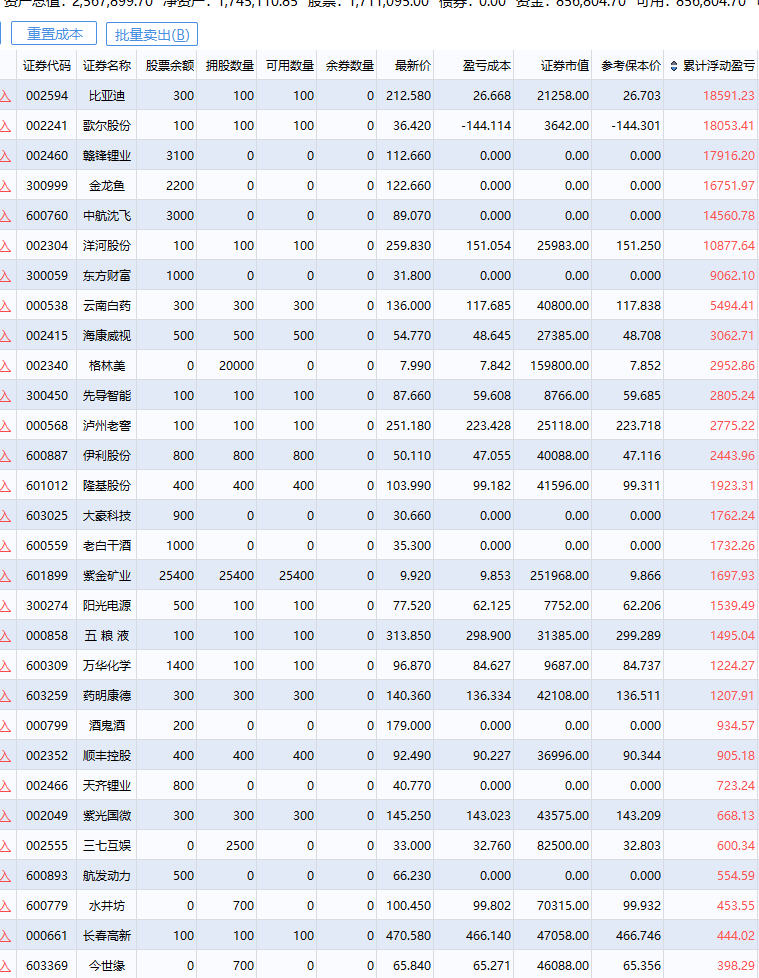 资产总值：2,567,899.70 净资产：1,745,110.85 股票：1,711,095.00 债券：0.00 资金：856,804.70 可用：856,804.70
重置成本 批量卖出(B)
证券代码 证券名称 股票余额 拥股数量 可用数量 余券数量 最新价 盈亏成本 证券市值 参考保本价 累计浮动盈亏
入 002594 比亚迪 300 100 100 0 212.580 26.668 21258.00 26.703 18591.23
入 002241 歌尔股份 100 100 100 0 36.420 -144.114 3642.00 -144.301 18053.41
入 002460 赣锋锂业 3100 0 0 0 112.660 0.000 0.00 0.000 17916.20
入 300999 金龙鱼 2200 0 0 0 122.660 0.000 0.00 0.000 16751.97
入 600760 中航沈飞 3000 0 0 0 89.070 0.000 0.00 0.000 14560.78
入 002304 洋河股份 100 100 100 0 259.830 151.054 25983.00 151.250 10877.64
入 300059 东方财富 1000 0 0 0 31.800 0.000 0.00 0.000 9062.10
入 000538 云南白药 300 300 300 0 136.000 117.685 40800.00 117.838 5494.41
入 002415 海康威视 500 500 500 0 54.770 48.645 27385.00 48.708 3062.71
入 002340 格林美 0 20000 0 0 7.990 7.842 159800.00 7.852 2952.86
入 300450 先导智能 100 100 100 0 87.660 59.608 8766.00 59.685 2805.24
入 000568 泸州老窖 100 100 100 0 251.180 223.428 25118.00 223.718 2775.22
入 600887 伊利股份 800 800 800 0 50.110 47.055 40088.00 47.116 2443.96
入 601012 隆基股份 400 400 400 0 103.990 99.182 41596.00 99.311 1923.31
入 603025 大豪科技 900 0 0 0 30.660 0.000 0.00 0.000 1762.24
入 600559 老白干酒 1000 0 0 0 35.300 0.000 0.00 0.000 1732.26
入 601899 紫金矿业 25400 25400 25400 0 9.920 9.853 251968.00 9.866 1697.93
入 300274 阳光电源 500 100 100 0 77.520 62.125 7752.00 62.206 1539.49
入 000858 五 粮 液 100 100 100 0 313.850 298.900 31385.00 299.289 1495.04
入 600309 万华化学 1400 100 100 0 96.870 84.627 9687.00 84.737 1224.27
入 603259 药明康德 300 300 300 0 140.360 136.334 42108.00 136.511 1207.91
入 000799 酒鬼酒 200 0 0 0 179.000 0.000 0.00 0.000 934.57
入 002352 顺丰控股 400 400 400 0 92.490 90.227 36996.00 90.344 905.18
入 002466 天齐锂业 800 0 0 0 40.770 0.000 0.00 0.000 723.24
入 002049 紫光国微 300 300 300 0 145.250 143.023 43575.00 143.209 668.13
入 002555 三七互娱 0 2500 0 0 33.000 32.760 82500.00 32.803 600.34
入 600893 航发动力 500 0 0 0 66.230 0.000 0.00 0.000 554.59
入 600779 水井坊 0 700 0 0 100.450 99.802 70315.00 99.932 453.55
入 000661 长春高新 100 100 100 0 470.580 466.140 47058.00 466.746 444.02
入 603369 今世缘 0 700 0 0 65.840 65.271 46088.00 65.356 398.29